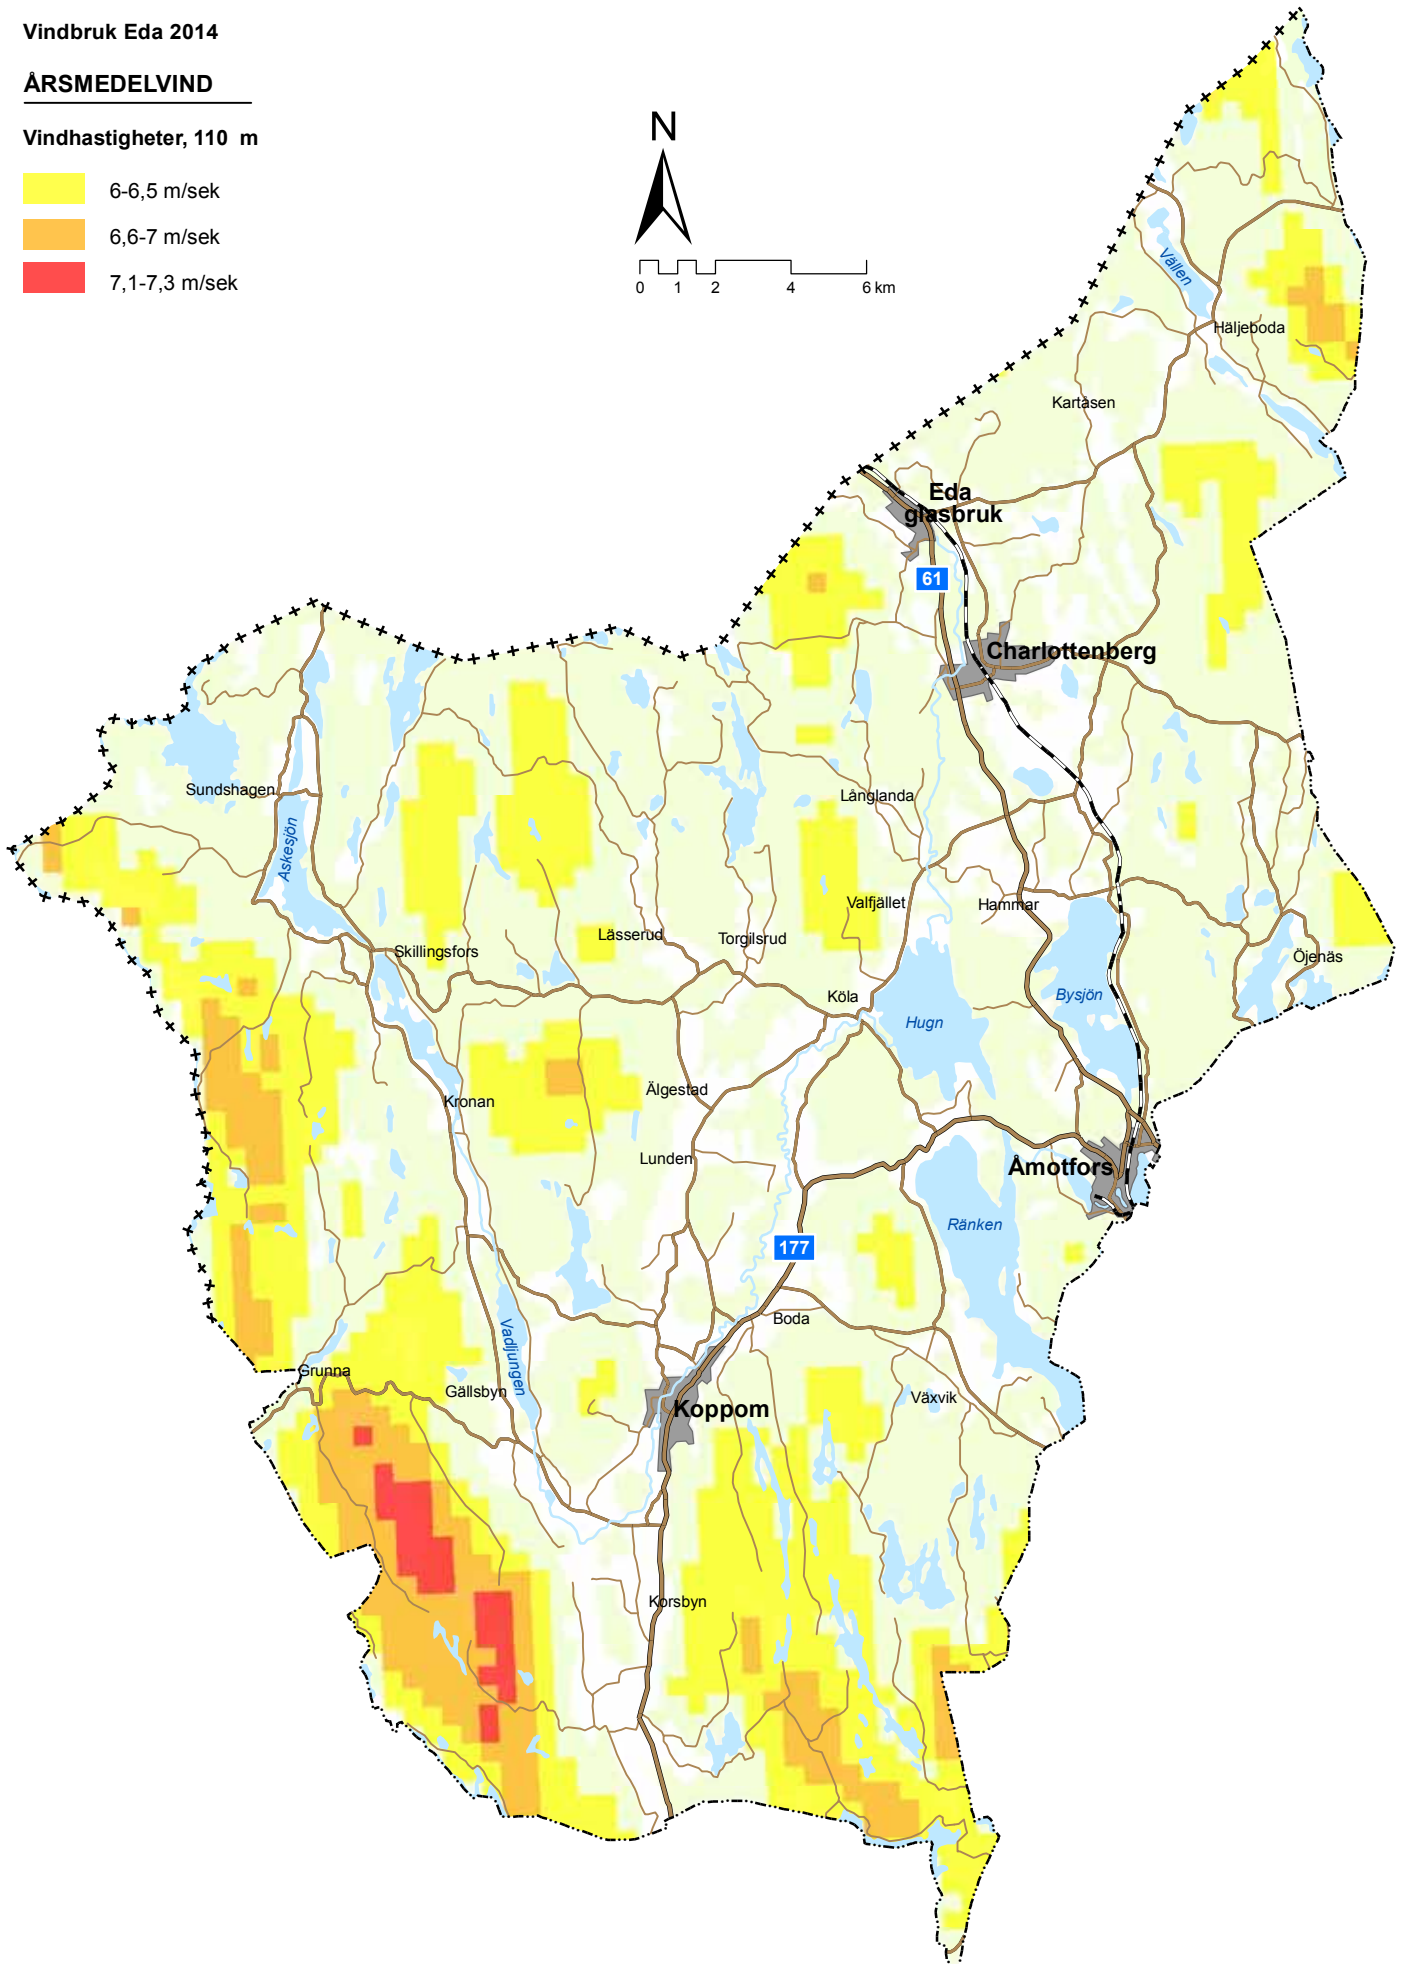 Vindbruk Eda 2014
ÅRSMEDELVIND
Vindhastigheter, 110 m
6-6,5 m/sek
6,6-7 m/sek
7,1-7,3 m/sek
N
0 1 2 4 6 km
Vällen
Häljeboda
Kartåsen
Eda
glasbruk
61
Charlottenberg
Sundshagen
Långlanda
Askesjön
Valfjället
Hammar
Lässerud
Torgilsrud
Skillingsfors
Öjenäs
Köla
Bysjön
Hugn
Älgestad
Kronan
Lunden
Åmotfors
Ränken
177
Boda
Vadljungen
Grunna
Gällsbyn
Växvik
Koppom
Korsbyn